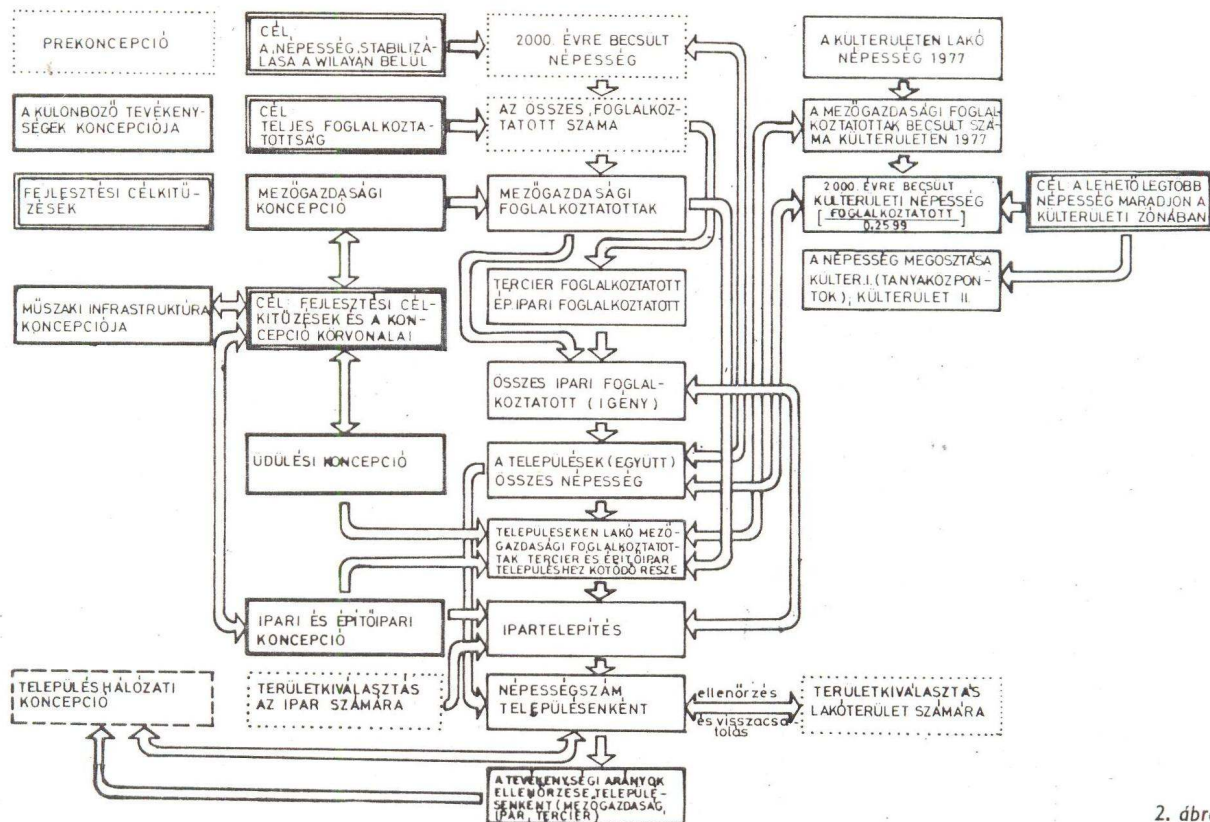 PREKONCEPCIÓ
A KÜLÖNBOZŐ TEVÉKENY-
SÉGEK KONCEPCIÓJA
FEJLESZTÉSI CÉLKITŰ-
ZÉSEK
MŰSZAKI INFRASTRUKTÚRA
KONCEPCIÓJA
TELEPÜLÉSHÁLÓZATI
KONCEPCIÓ
CÉL,
A NÉPESSÉG STABILIZÁ-
LÁSA A WILAYÁN BELÜL
CÉL
TELJES FOGLALKOZTA-
TOTTSÁG
MEZŐGAZDASÁGI
KONCEPCIÓ
CÉL: FEJLESZTÉSI CÉL-
KITŰZÉSEK ÉS A KON-
CEPCIÓ KÖRVONALAI
ÜDÜLÉSI KONCEPCIÓ
IPARI ÉS ÉPÍTŐIPARI
KONCEPCIÓ
TERÜLETKIVÁLASZTÁS
AZ IPAR SZÁMÁRA
2000. ÉVRE BECSÜLT
NÉPESSÉG
AZ ÖSSZES FOGLALKOZ-
TATOTT SZÁMA
MEZŐGAZDASÁGI
FOGLALKOZTATOTTAK
TERCIER FOGLALKOZTATOTT
ÉP.IPARI FOGLALKOZTATOTT
ÖSSZES IPARI FOGLAL-
KOZTATOTT (IGÉNY)
A TELEPÜLÉSEK (EGYÜTT)
ÖSSZES NÉPESSÉG
TELEPÜLÉSEKEN LAKÓ MEZŐ-
GAZDASÁGI FOGLALKOZTATOT-
TAK TERCIER ÉS ÉPÍTŐIPAR
TELEPÜLÉSHEZ KÖTŐDŐ RÉSZE
IPARTELEPÍTÉS
NÉPESSÉGSZÁM
TELEPÜLÉSENKÉNT
A TEVÉKENYSÉGI ARÁNYOK
ELLENŐRZÉSE TELEPÜLÉ-
SENKÉNT (MEZŐGAZDASÁG,
IPAR, TERCIER)
ellenőrzés
és visszacsa-
tolás
A KÜLTERÜLETEN LAKÓ
NÉPESSÉG 1977
A MEZŐGAZDASÁGI FOGLAL-
KOZTATOTTAK BECSÜLT SZÁ-
MA KÜLTERÜLETEN 1977
2000. ÉVRE BECSÜLT
KÜLTERÜLETI NÉPESSÉG
[FOGLALKOZTATOTT
0,2599]
A NÉPESSÉG MEGOSZTÁSA
KÜLTER.I. (TANYAKÖZPON-
TOK), KÜLTERÜLET II.
CÉL A LEHETŐ LEGTÖBB
NÉPESSÉG MARADJON A
KÜLTERÜLETI ZÓNÁBAN
TERÜLETKIVÁLASZTÁS
LAKÓTERÜLET SZÁMÁRA
2. ábra